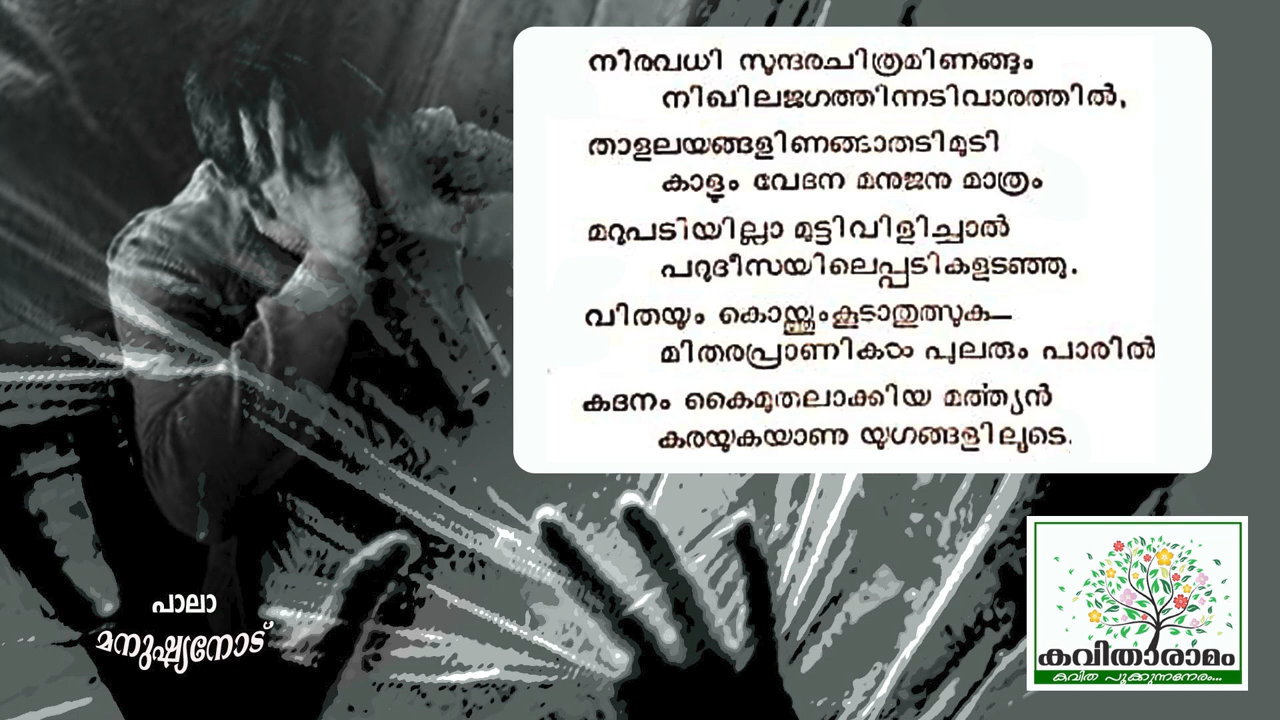 നിരവധി സുന്ദരചിത്രമിണങ്ങും
നിഖിലജഗത്തിന്നടിവാരത്തിൽ,
താളലയങ്ങളിണങ്ങാതടിമുടി
കാളും വേദന മനുജനു മാത്രം
മറുപടിയില്ലാ മുട്ടിവിളിച്ചാൽ
പറുദീസയിലെപ്പടികളടഞ്ഞു.
വിതയും കൊയ്ത്തുംകൂടാതുത്സുക—
മിതരപ്രാണികൾ പുലരും പാരിൽ
കദനം കൈമുതലാക്കിയ മർത്ത്യൻ
കരയുകയാണു യുഗങ്ങളിലൂടെ.
പാലാ
മനുഷ്യനോട്
കവിതാരാമം
കവിത പൂക്കുന്നനേരം...